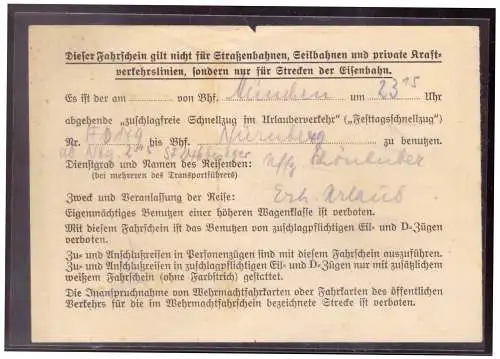 Dieser Fahrschein gilt nicht für Straßenbahnen, Seilbahnen und private Kraft-
verkehrslinien, sondern nur für Strecken der Eisenbahn.
Es ist der am von Bhf. München um 23 15 Uhr
abgehende „zuschlagfreie Schnellzug im Urlauberverkehr“ („Festtagsschnellzug“)
Nr. bis Bhf. Nürnberg zu benutzen.
Dienstgrad und Namen des Reisenden: Uffz
(bei mehreren des Transportführers)
Zweck und Veranlassung der Reise: Erh. Urlaub
Eigenmächtiges Benutzen einer höheren Wagenklasse ist verboten.
Mit diesem Fahrschein ist das Benutzen von zuschlagpflichtigen Eil- und D-Zügen
verboten.
Zu- und Anschlußreisen in Personenzügen sind mit diesem Fahrschein auszuführen.
Zu- und Anschlußreisen in zuschlagpflichtigen Eil- und D-Zügen nur mit zusätzlichem
weißem Fahrschein (ohne Farbstrich) gestattet.
Die Inanspruchnahme von Wehrmachtfahrkarten oder Fahrkarten des öffentlichen
Verkehrs für die im Wehrmachtfahrschein bezeichnete Strecke ist verboten.